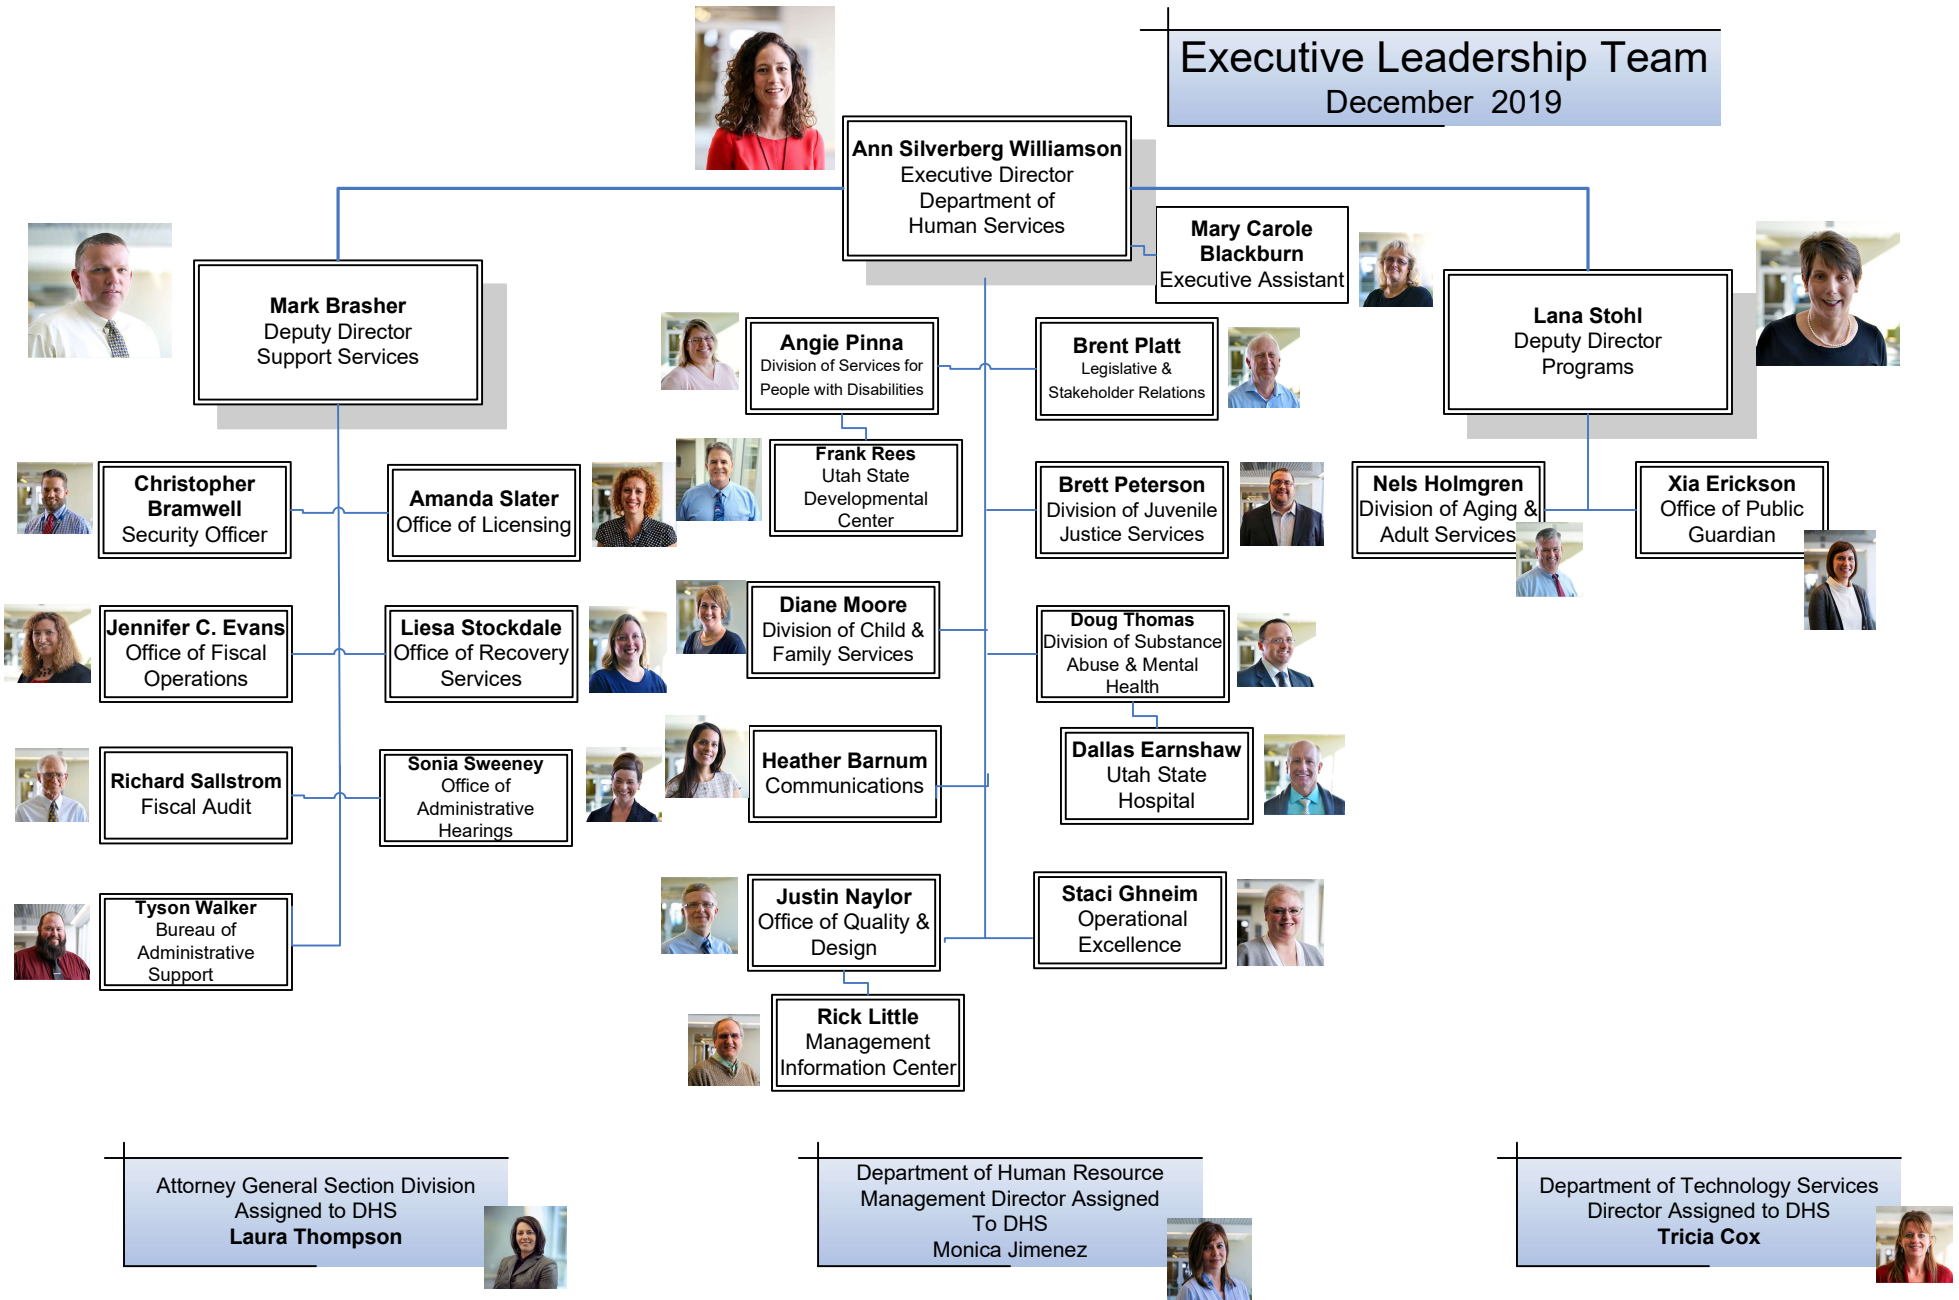 Executive Leadership Team
December 2019
Ann Silverberg Williamson
Executive Director
Department of
Human Services
Mary Carole
Blackburn
Executive Assistant
Mark Brasher
Deputy Director
Support Services
Lana Stohl
Deputy Director
Programs
Angie Pinna
Division of Services for
People with Disabilities
Brent Platt
Legislative &
Stakeholder Relations
Frank Rees
Utah State
Developmental
Center
Christopher
Bramwell
Security Officer
Amanda Slater
Office of Licensing
Brett Peterson
Division of Juvenile
Justice Services
Nels Holmgren
Division of Aging &
Adult Services
Xia Erickson
Office of Public
Guardian
Jennifer C. Evans
Office of Fiscal
Operations
Liesa Stockdale
Office of Recovery
Services
Diane Moore
Division of Child &
Family Services
Doug Thomas
Division of Substance
Abuse & Mental
Health
Richard Sallstrom
Fiscal Audit
Sonia Sweeney
Office of
Administrative
Hearings
Heather Barnum
Communications
Dallas Earnshaw
Utah State
Hospital
Tyson Walker
Bureau of
Administrative
Support
Justin Naylor
Office of Quality &
Design
Staci Ghneim
Operational
Excellence
Rick Little
Management
Information Center
Attorney General Section Division
Assigned to DHS
Laura Thompson
Department of Human Resource
Management Director Assigned
To DHS
Monica Jimenez
Department of Technology Services
Director Assigned to DHS
Tricia Cox